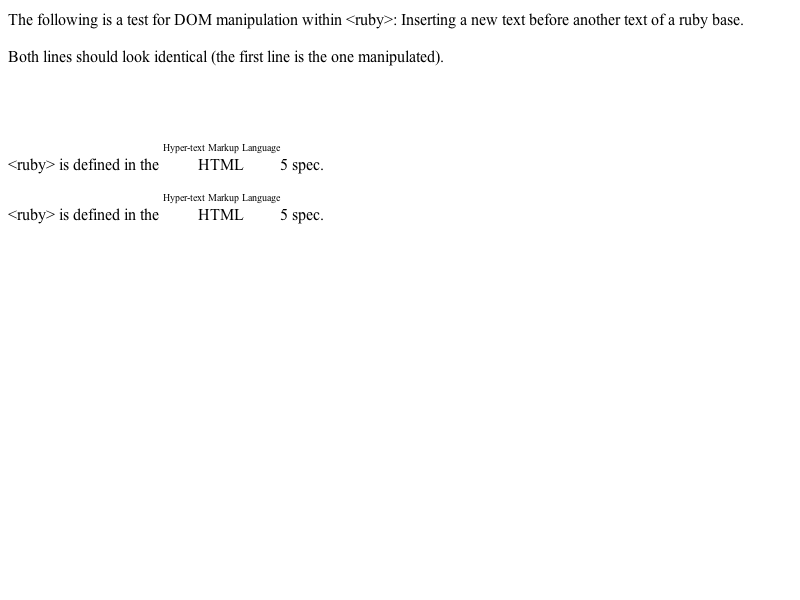 The following is a test for DOM manipulation within <ruby>: Inserting a new text before another text of a ruby base.
Both lines should look identical (the first line is the one manipulated).
Hyper-text Markup Language
<ruby> is defined in the HTML 5 spec.
Hyper-text Markup Language
<ruby> is defined in the HTML 5 spec.